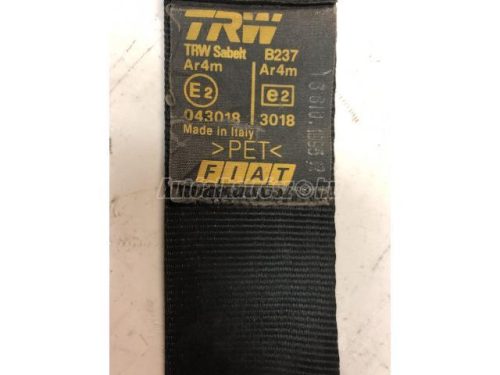 TRW
TRW Sabelt B237
Ar4m Ar4m
E2 e2
043018 3018
Made in Italy
>PET<
FIAT